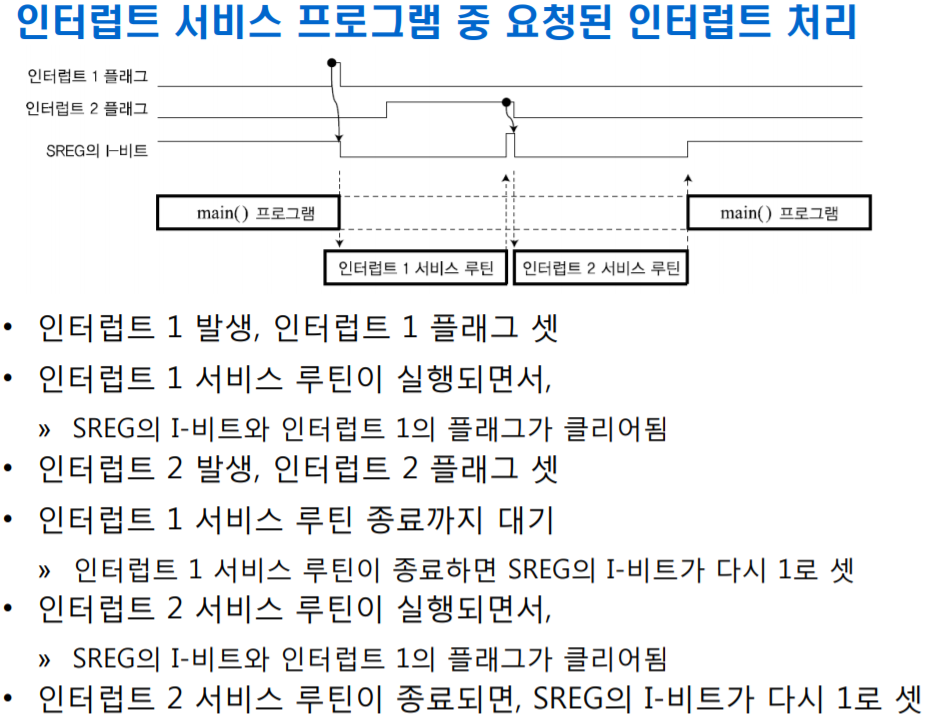 인터럽트 서비스 프로그램 중 요청된 인터럽트 처리
인터럽트 1 플래그
인터럽트 2 플래그
SREG의 I-비트
main() 프로그램
main() 프로그램
인터럽트 1 서비스 루틴
인터럽트 2 서비스 루틴
• 인터럽트 1 발생, 인터럽트 1 플래그 셋
• 인터럽트 1 서비스 루틴이 실행되면서,
» SREG의 I-비트와 인터럽트 1의 플래그가 클리어됨
• 인터럽트 2 발생, 인터럽트 2 플래그 셋
• 인터럽트 1 서비스 루틴 종료까지 대기
» 인터럽트 1 서비스 루틴이 종료하면 SREG의 I-비트가 다시 1로 셋
• 인터럽트 2 서비스 루틴이 실행되면서,
» SREG의 I-비트와 인터럽트 1의 플래그가 클리어됨
• 인터럽트 2 서비스 루틴이 종료되면, SREG의 I-비트가 다시 1로 셋